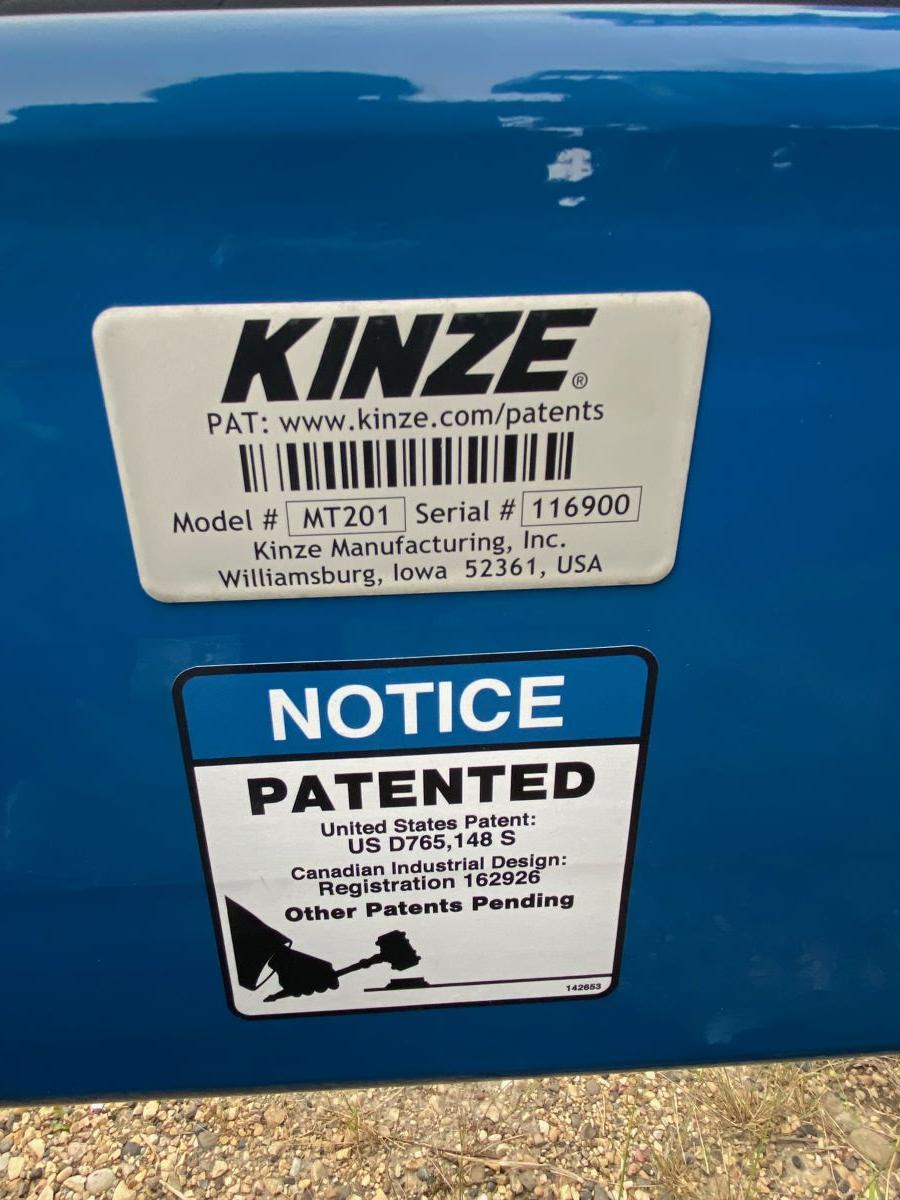 KINZE®
PAT: www.kinze.com/patents
Model # MT201 Serial # 116900
Kinze Manufacturing, Inc.
Williamsburg, Iowa 52361, USA
NOTICE
PATENTED
United States Patent:
US D765,148 S
Canadian Industrial Design:
Registration 162926
Other Patents Pending
142653